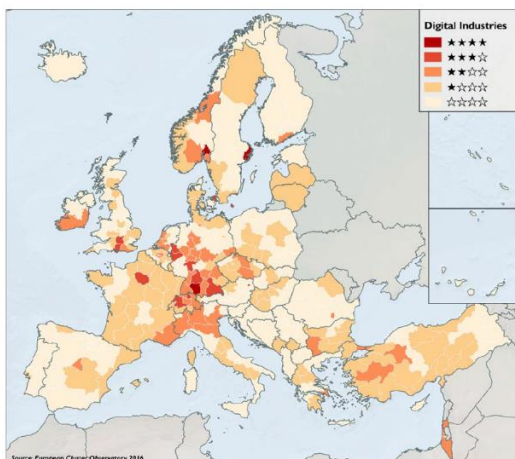 Digital Industries
★★★★
★★★☆
★★☆☆
★☆☆☆
☆☆☆☆
Source: European Cluster Observatory 2016